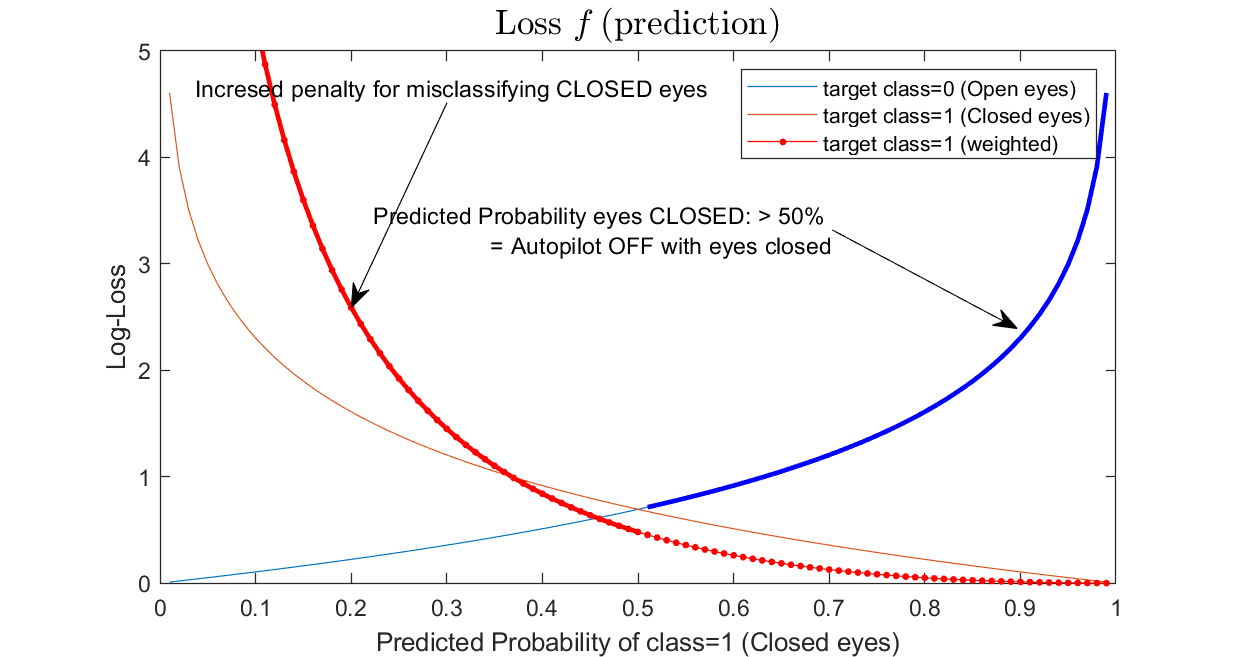 Loss f (prediction)
5
4
3
2
1
0
Log-Loss
Incresed penalty for misclassifying CLOSED eyes
target class=0 (Open eyes)
target class=1 (Closed eyes)
target class=1 (weighted)
Predicted Probability eyes CLOSED: > 50%
= Autopilot OFF with eyes closed
0 0.1 0.2 0.3 0.4 0.5 0.6 0.7 0.8 0.9 1
Predicted Probability of class=1 (Closed eyes)